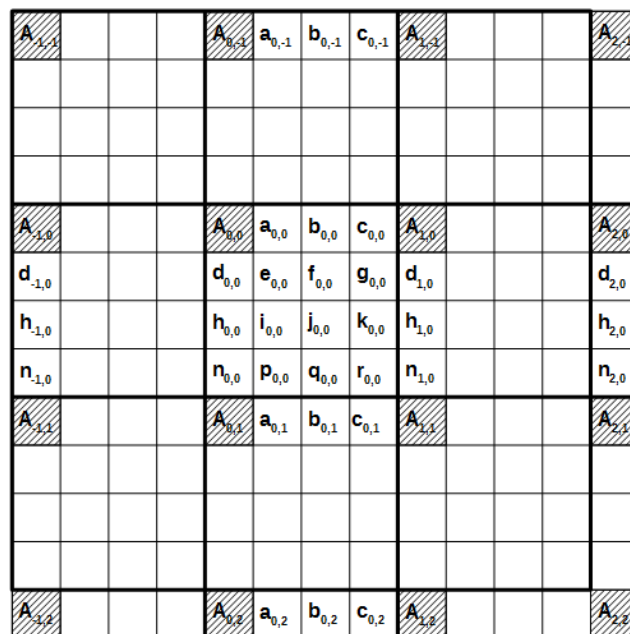 A-1,-1 A0,-1 a0,-1 b0,-1 c0,-1 A1,-1 A2,-1
A-1,0 A0,0 a0,0 b0,0 c0,0 A1,0 A2,0
d-1,0 d0,0 e0,0 f0,0 g0,0 d1,0 d2,0
h-1,0 h0,0 i0,0 j0,0 k0,0 h1,0 h2,0
n-1,0 n0,0 p0,0 q0,0 r0,0 n1,0 n2,0
A-1,1 A0,1 a0,1 b0,1 c0,1 A1,1 A2,1
A-1,2 A0,2 a0,2 b0,2 c0,2 A1,2 A2,2